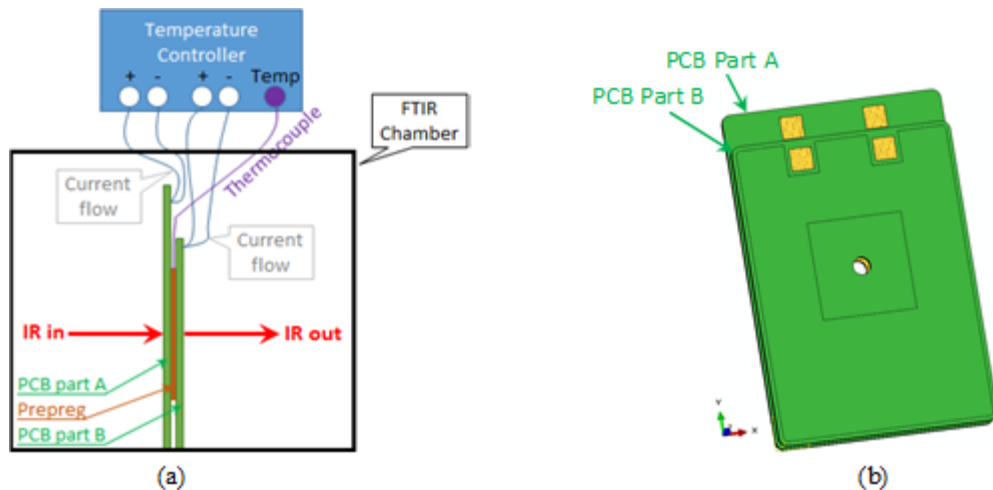 Temperature
Controller
+ - + - Temp
FTIR
Chamber
Thermocouple
Current
flow
Current
flow
IR in
IR out
PCB part A
Prepreg
PCB part B
(a)
PCB Part A
PCB Part B
Y
Z
X
(b)